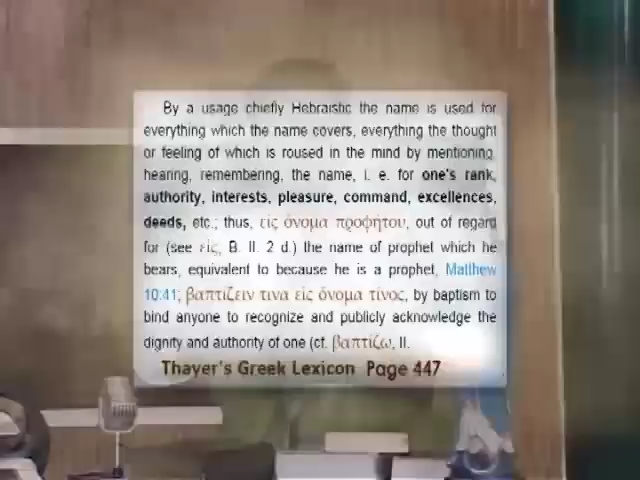 By a usage chiefly Hebraistic the name is used for
everything which the name covers, everything the thought
or feeling of which is roused in the mind by mentioning,
hearing, remembering, the name, i. e. for one's rank,
authority, interests, pleasure, command, excellences,
deeds, etc.; thus, εἰς ὄνομα προφήτου, out of regard
for (see εἰς, B. II. 2 d.) the name of prophet which he
bears, equivalent to because he is a prophet, Matthew
10:41; βαπτίζειν τινα εἰς ὄνομα τίνος, by baptism to
bind anyone to recognize and publicly acknowledge the
dignity and authority of one (cf. βαπτίζω, II.
Thayer's Greek Lexicon Page 447